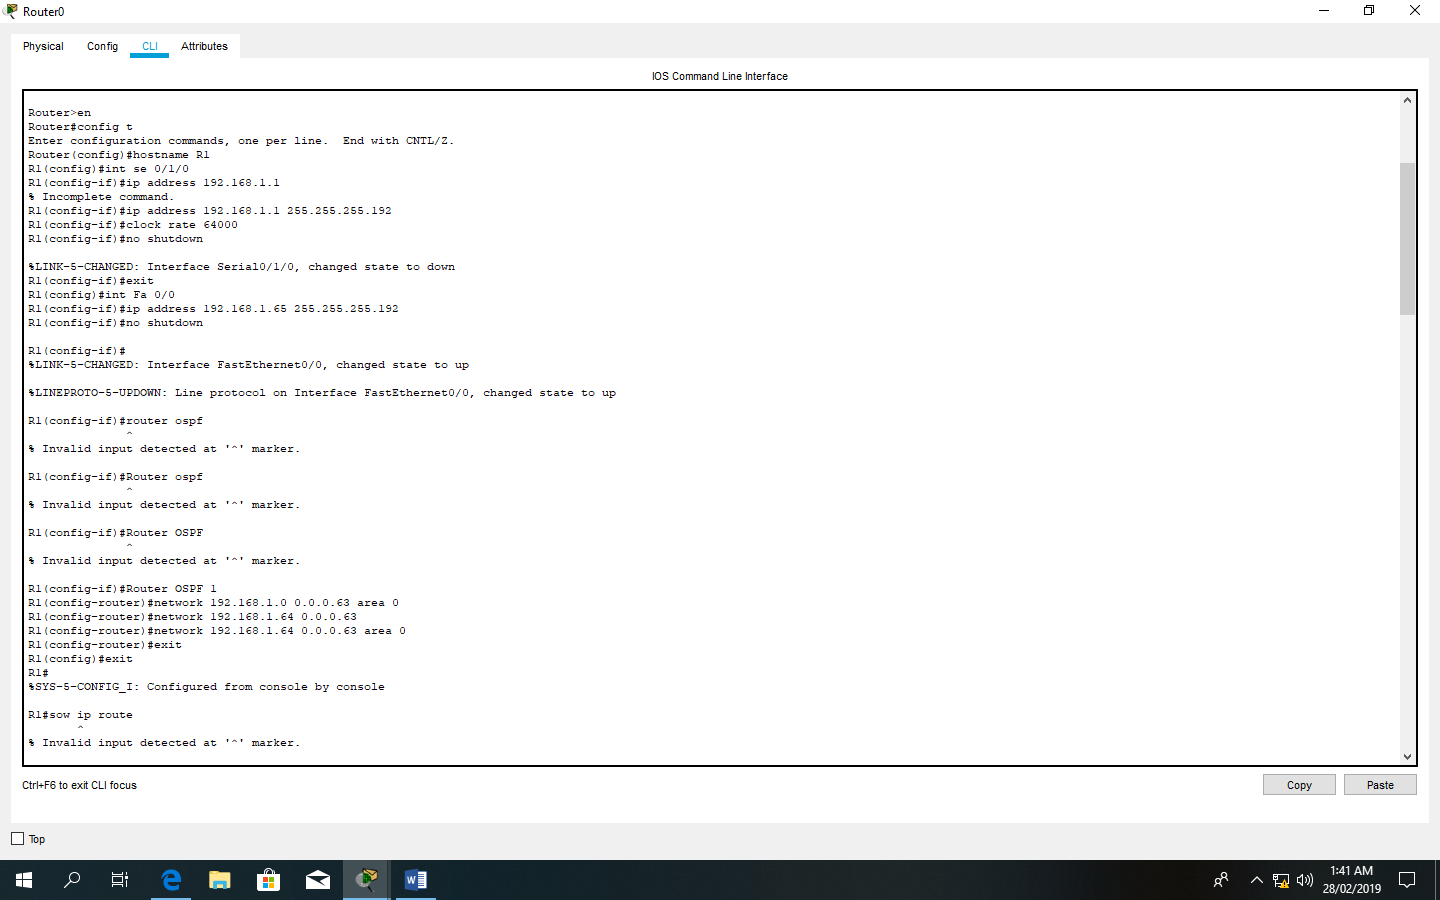 Router0
Physical Config CLI Attributes
IOS Command Line Interface
Router>en
Router#config t
Enter configuration commands, one per line.  End with CNTL/Z.
Router(config)#hostname R1
R1(config)#int se 0/1/0
R1(config-if)#ip address 192.168.1.1
% Incomplete command.
R1(config-if)#ip address 192.168.1.1 255.255.255.192
R1(config-if)#clock rate 64000
R1(config-if)#no shutdown
%LINK-5-CHANGED: Interface Serial0/1/0, changed state to down
R1(config-if)#exit
R1(config)#int Fa 0/0
R1(config-if)#ip address 192.168.1.65 255.255.255.192
R1(config-if)#no shutdown
R1(config-if)#
%LINK-5-CHANGED: Interface FastEthernet0/0, changed state to up
%LINEPROTO-5-UPDOWN: Line protocol on Interface FastEthernet0/0, changed state to up
R1(config-if)#router ospf
^
% Invalid input detected at '^' marker.
R1(config-if)#Router ospf
^
% Invalid input detected at '^' marker.
R1(config-if)#Router OSPF
^
% Invalid input detected at '^' marker.
R1(config-if)#Router OSPF 1
R1(config-router)#network 192.168.1.0 0.0.0.63 area 0
R1(config-router)#network 192.168.1.64 0.0.0.63
R1(config-router)#network 192.168.1.64 0.0.0.63 area 0
R1(config-router)#exit
R1(config)#exit
R1#
%SYS-5-CONFIG_I: Configured from console by console
R1#sow ip route
^
% Invalid input detected at '^' marker.
Ctrl+F6 to exit CLI focus
Copy Paste
Top
1:41 AM
28/02/2019